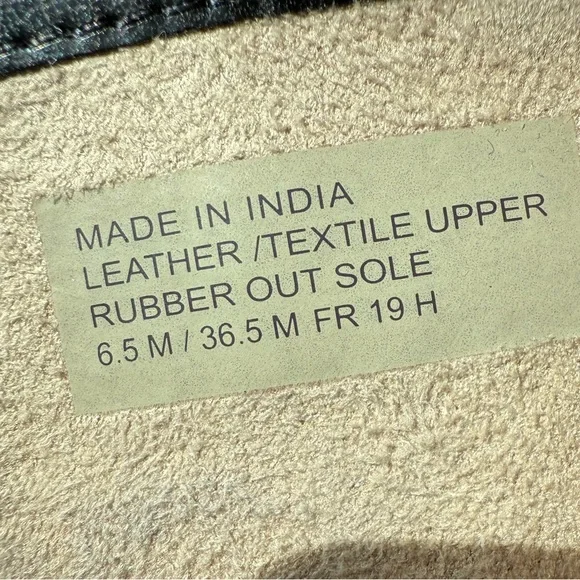 MADE IN INDIA
LEATHER /TEXTILE UPPER
RUBBER OUT SOLE
6.5 M / 36.5 M FR 19 H